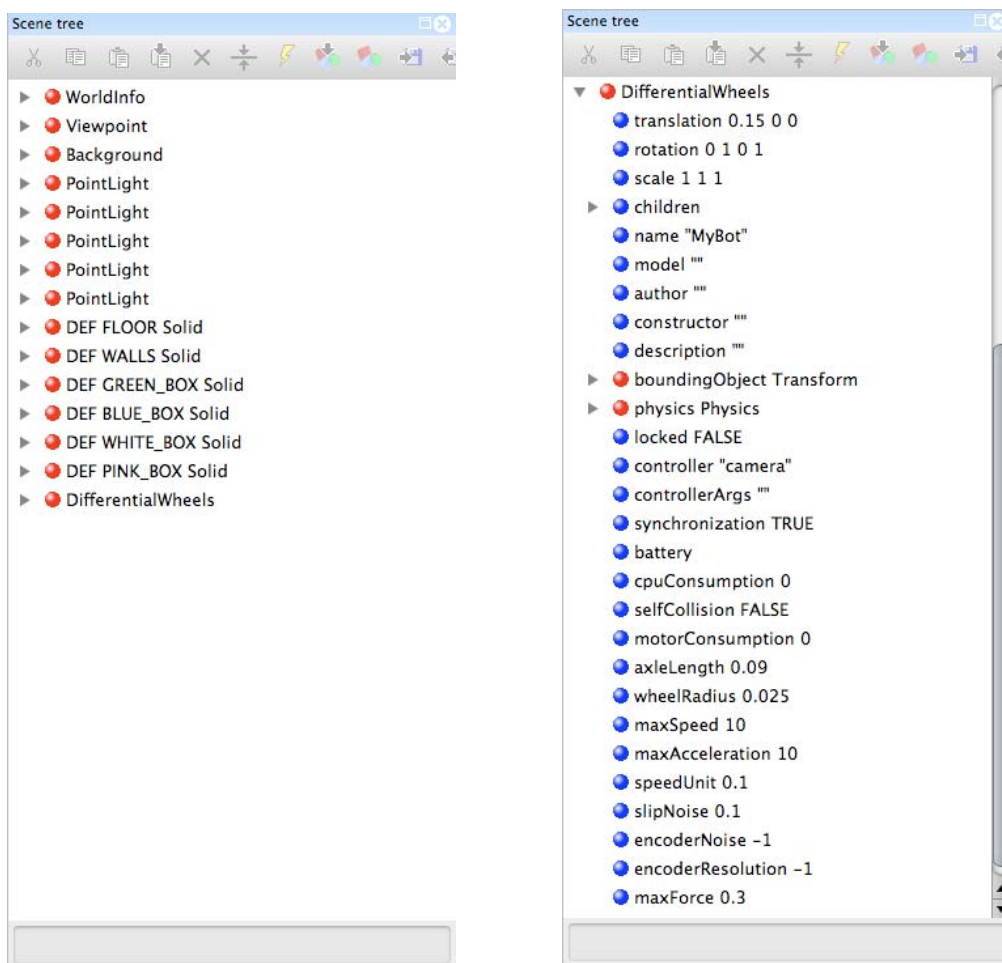 Scene tree
WorldInfo
Viewpoint
Background
PointLight
PointLight
PointLight
PointLight
PointLight
DEF FLOOR Solid
DEF WALLS Solid
DEF GREEN_BOX Solid
DEF BLUE_BOX Solid
DEF WHITE_BOX Solid
DEF PINK_BOX Solid
DifferentialWheels
Scene tree
DifferentialWheels
translation 0.15 0 0
rotation 0 1 0 1
scale 1 1 1
children
name "MyBot"
model ""
author ""
constructor ""
description ""
boundingObject Transform
physics Physics
locked FALSE
controller "camera"
controllerArgs ""
synchronization TRUE
battery
cpuConsumption 0
selfCollision FALSE
motorConsumption 0
axleLength 0.09
wheelRadius 0.025
maxSpeed 10
maxAcceleration 10
speedUnit 0.1
slipNoise 0.1
encoderNoise -1
encoderResolution -1
maxForce 0.3